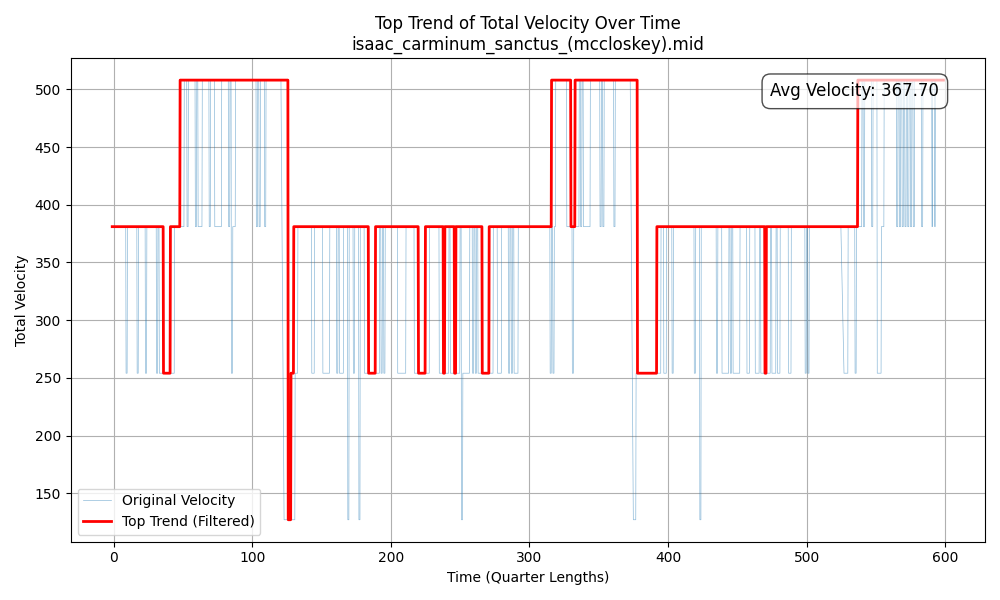 Top Trend of Total Velocity Over Time
isaac_carminum_sanctus_(mccloskey).mid
Avg Velocity: 367.70
Total Velocity
500
450
400
350
300
250
200
150
Original Velocity
Top Trend (Filtered)
0
100
200
300
400
500
600
Time (Quarter Lengths)